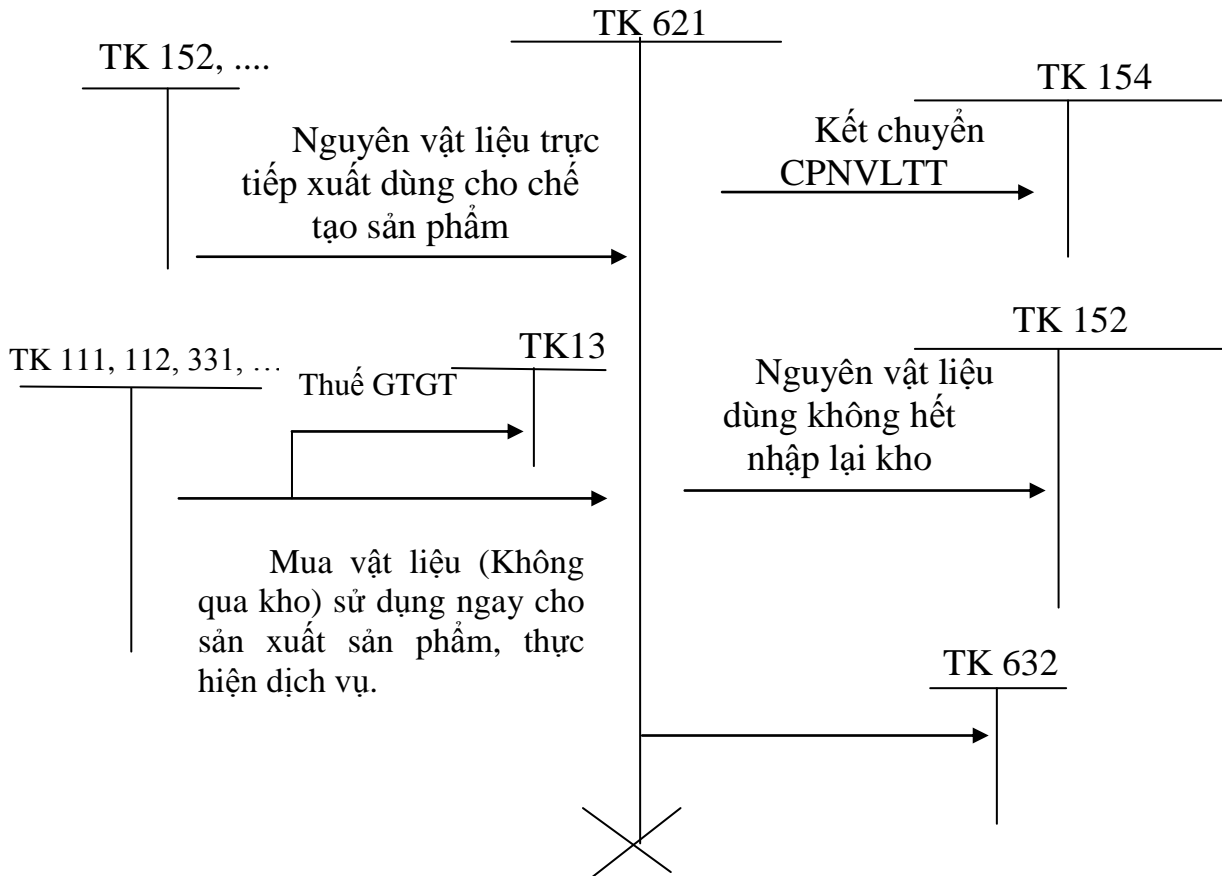 TK 621
TK 152, ....
TK 154
Nguyên vật liệu trực
tiếp xuất dùng cho chế
tạo sản phẩm
Kết chuyển
CPNVLTT
TK 111, 112, 331, …
TK13
Thuế GTGT
TK 152
Nguyên vật liệu
dùng không hết
nhập lại kho
Mua vật liệu (Không
qua kho) sử dụng ngay cho
sản xuất sản phẩm, thực
hiện dịch vụ.
TK 632